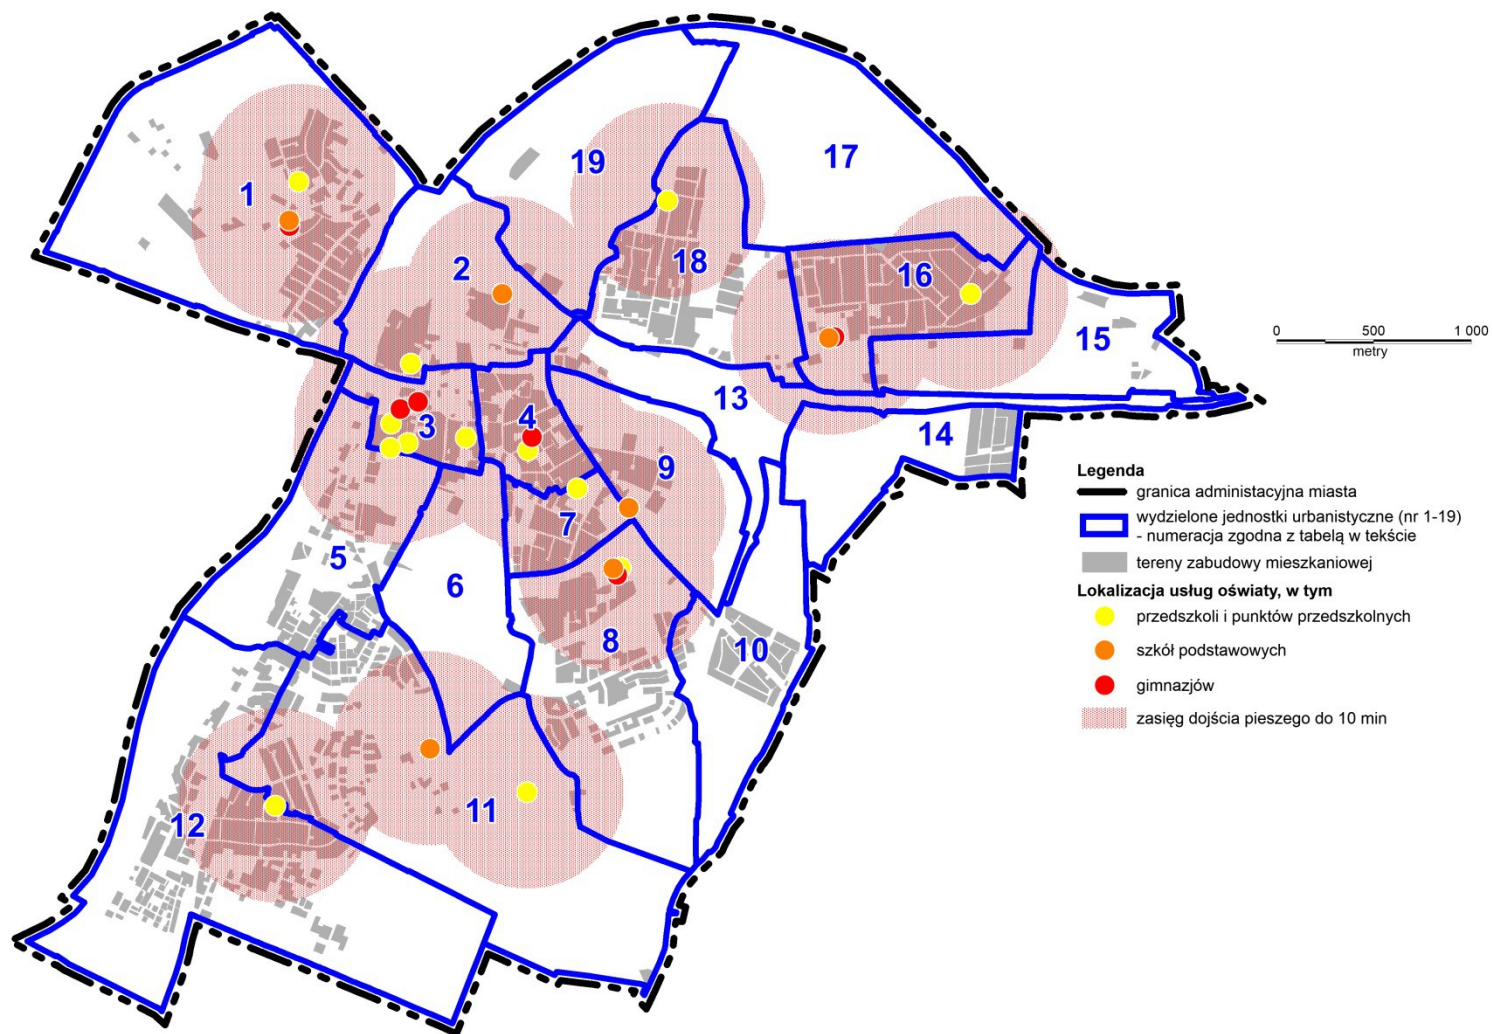 1
2
3
4
5
6
7
8
9
10
11
12
13
14
15
16
17
18
19
0 500 1 000
metry
Legenda
granica administacyjna miasta
wydzielone jednostki urbanistyczne (nr 1-19)
- numeracja zgodna z tabelą w tekście
tereny zabudowy mieszkaniowej
Lokalizacja usług oświaty, w tym
przedszkoli i punktów przedszkolnych
szkół podstawowych
gimnazjów
zasięg dojścia pieszego do 10 min